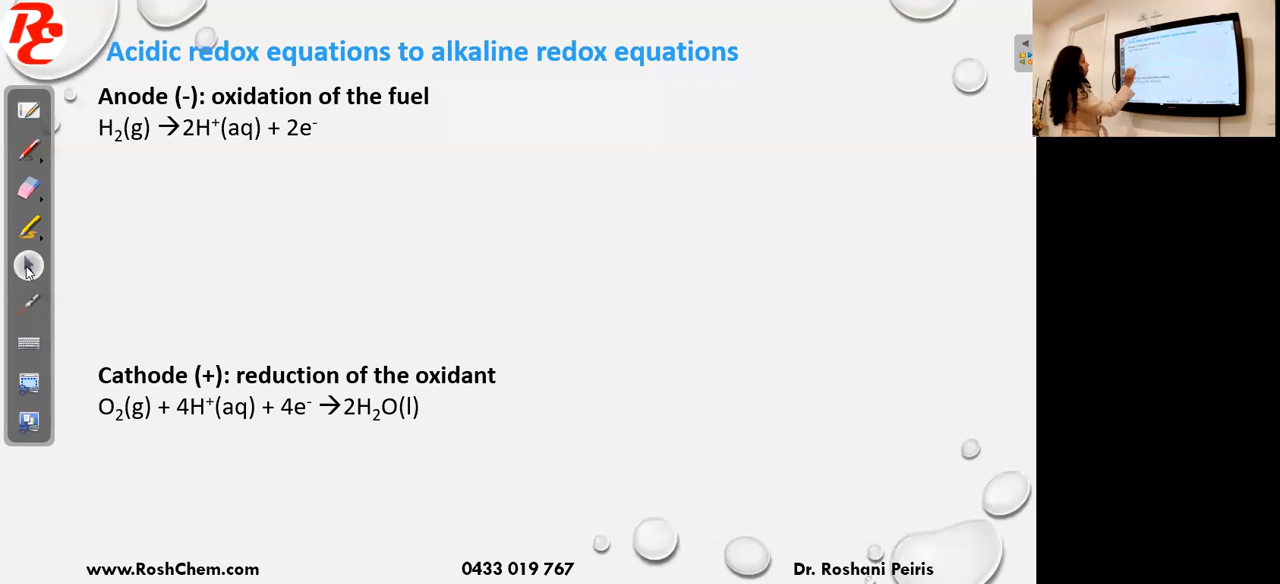 RC
Acidic redox equations to alkaline redox equations
Anode (-): oxidation of the fuel
H₂(g) →2H⁺(aq) + 2e⁻
Cathode (+): reduction of the oxidant
O₂(g) + 4H⁺(aq) + 4e⁻ →2H₂O(l)
www.RoshChem.com 0433 019 767 Dr. Roshani Peiris